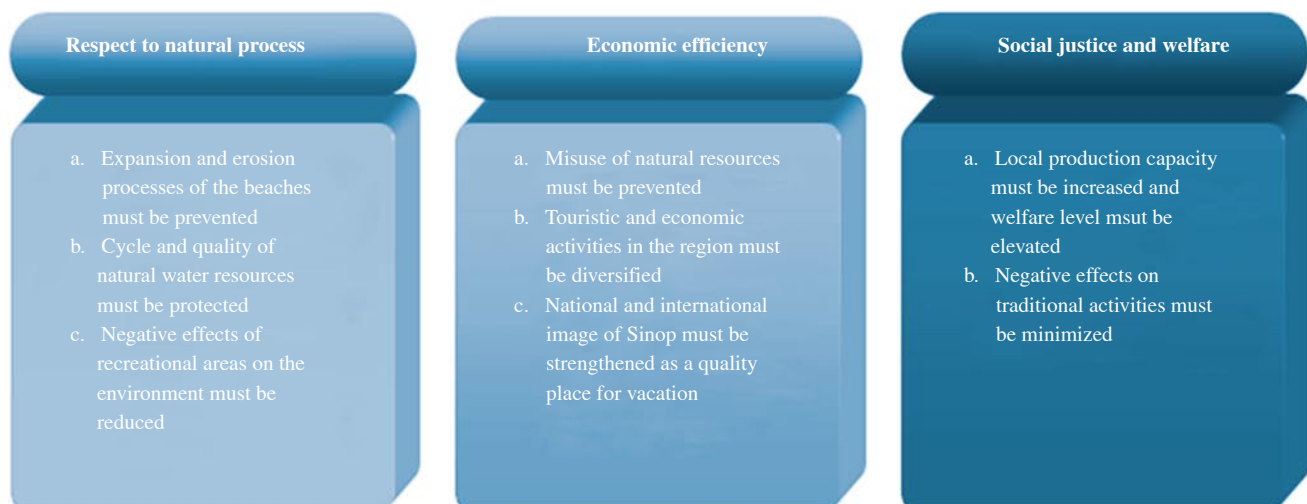 Respect to natural process
a. Expansion and erosion
processes of the beaches
must be prevented
b. Cycle and quality of
natural water resources
must be protected
c. Negative effects of
recreational areas on the
environment must be
reduced
Economic efficiency
a. Misuse of natural resources
must be prevented
b. Touristic and economic
activities in the region must
be diversified
c. National and international
image of Sinop must be
strengthened as a quality
place for vacation
Social justice and welfare
a. Local production capacity
must be increased and
welfare level msut be
elevated
b. Negative effects on
traditional activities must
be minimized